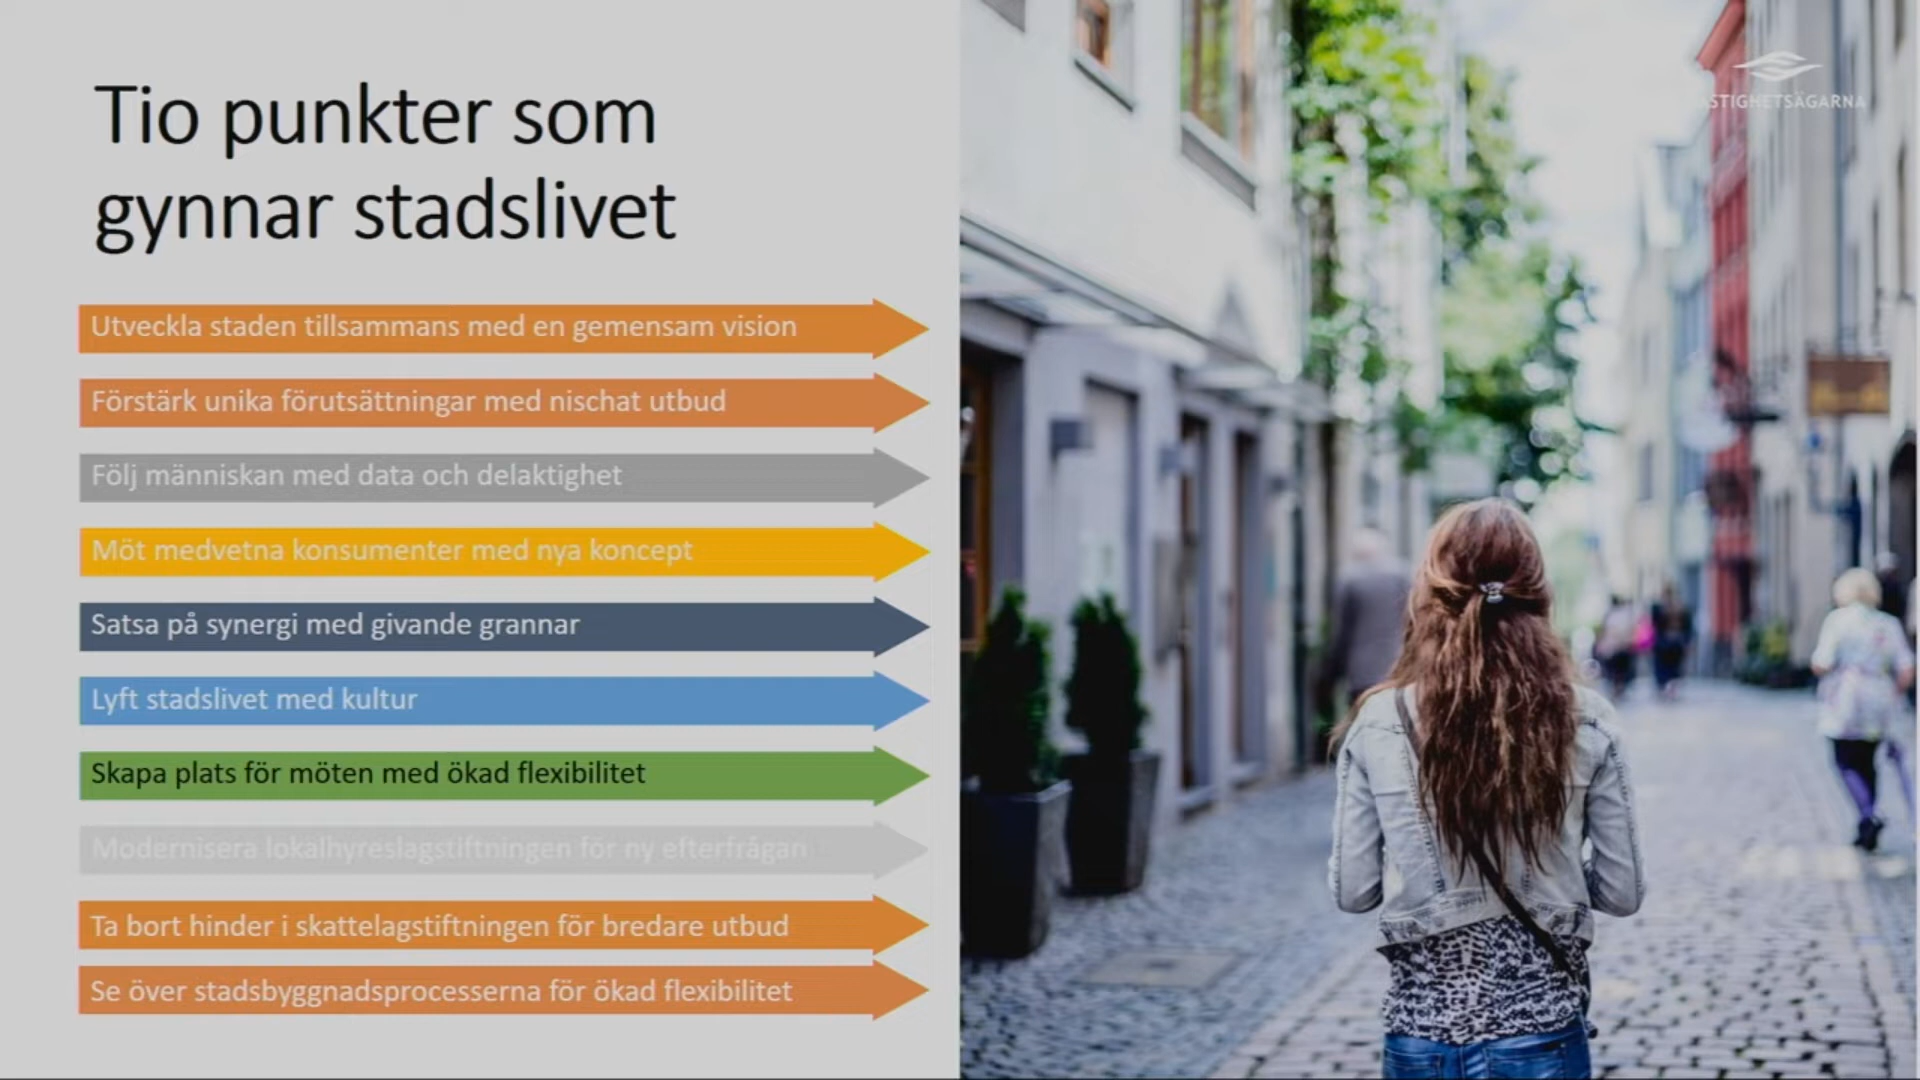 Tio punkter som
gynnar stadslivet
ASTIGHETSÄGARNA
Utveckla staden tillsammans med en gemensam vision
Förstärk unika förutsättningar med nischat utbud
Följ människan med data och delaktighet
Möt medvetna konsumenter med nya koncept
Satsa på synergi med givande grannar
Lyft stadslivet med kultur
Skapa plats för möten med ökad flexibilitet
Modernisera lokalhyreslagstiftningen för ny efterfrågan
Ta bort hinder i skattelagstiftningen för bredare utbud
Se över stadsbyggnadsprocesserna för ökad flexibilitet